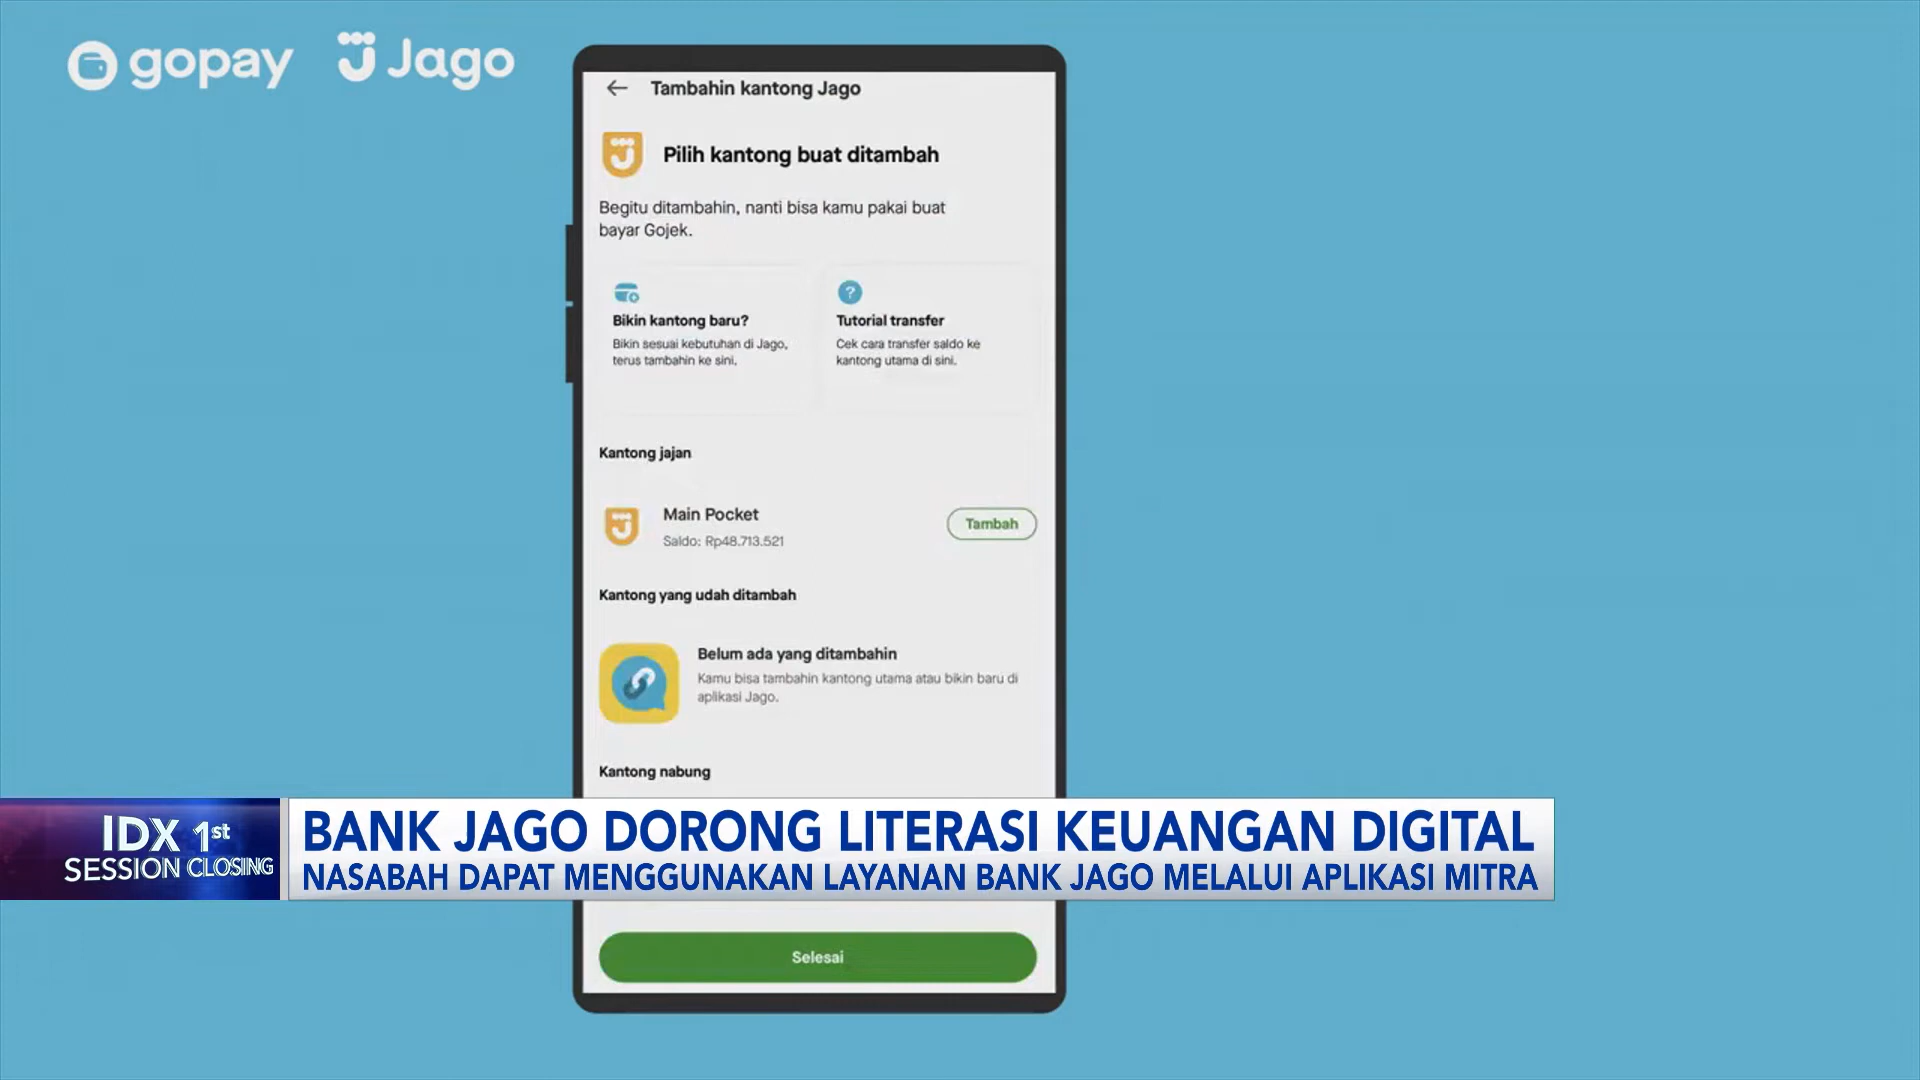 gopay Jago
Tambahin kantong Jago
Pilih kantong buat ditambah
Begitu ditambahin, nanti bisa kamu pakai buat
bayar Gojek.
Bikin kantong baru?
Bikin sesuai kebutuhan di Jago,
terus tambahin ke sini.
?
Tutorial transfer
Cek cara transfer saldo ke
kantong utama di sini.
Kantong jajan
Main Pocket
Saldo: Rp48.713.521
Tambah
Kantong yang udah ditambah
Belum ada yang ditambahin
Kamu bisa tambahin kantong utama atau bikin baru di
aplikasi Jago.
Kantong nabung
IDX 1st
SESSION CLOSING
BANK JAGO DORONG LITERASI KEUANGAN DIGITAL
NASABAH DAPAT MENGGUNAKAN LAYANAN BANK JAGO MELALUI APLIKASI MITRA
Selesai